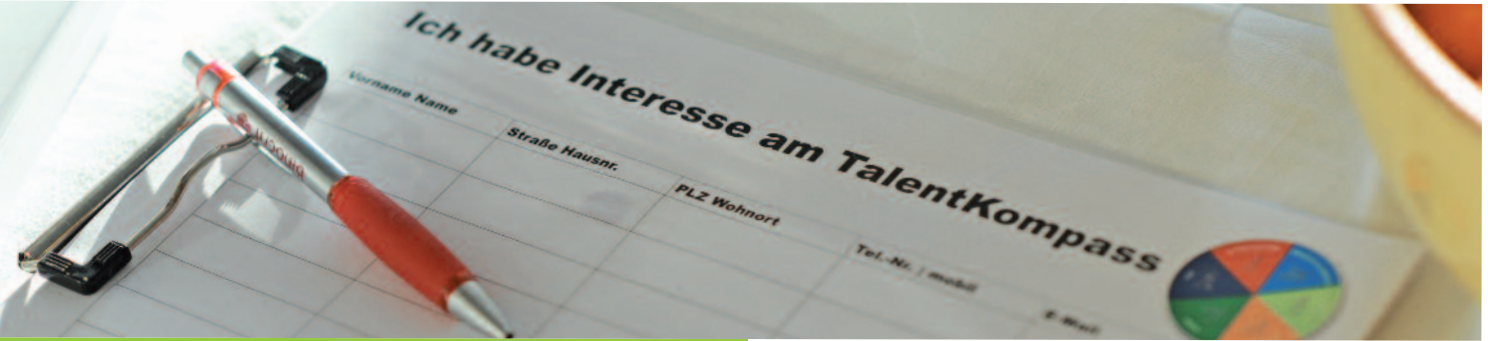 Ich habe Interesse am TalentKompass
Vorname Name
Straße Hausnr.
PLZ Wohnort
Tel.-Nr. | mobil
E-Mail